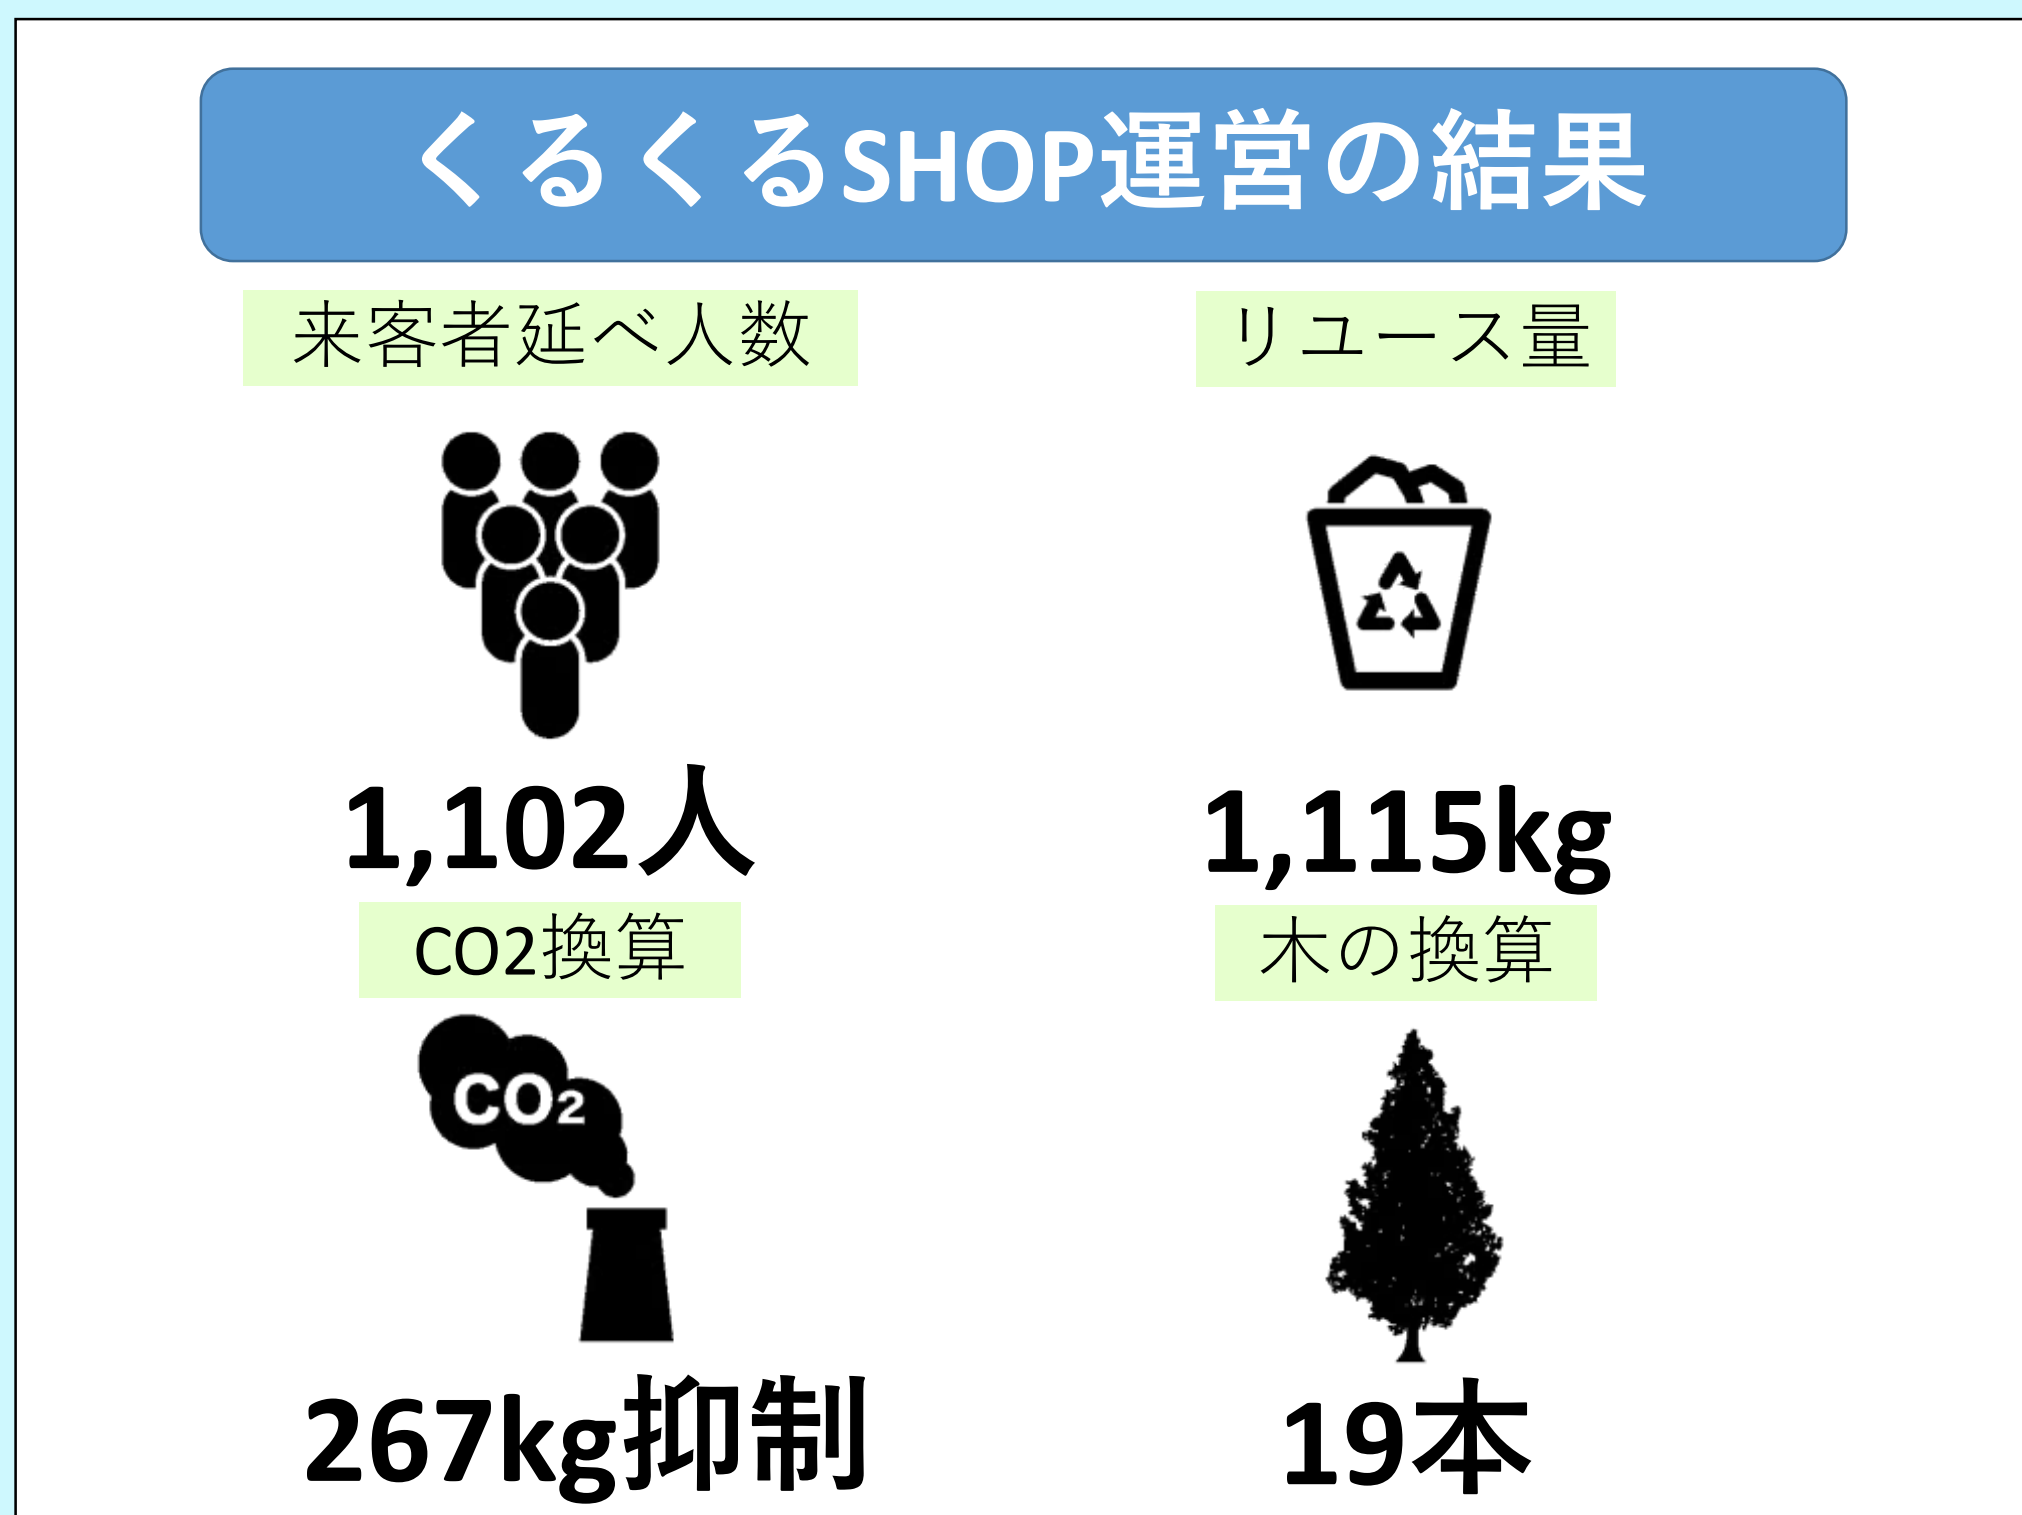 くるくるSHOP運営の結果
来客者延べ人数
リユース量
1,102人
1,115kg
CO2換算
木の換算
CO2
267kg抑制
19本